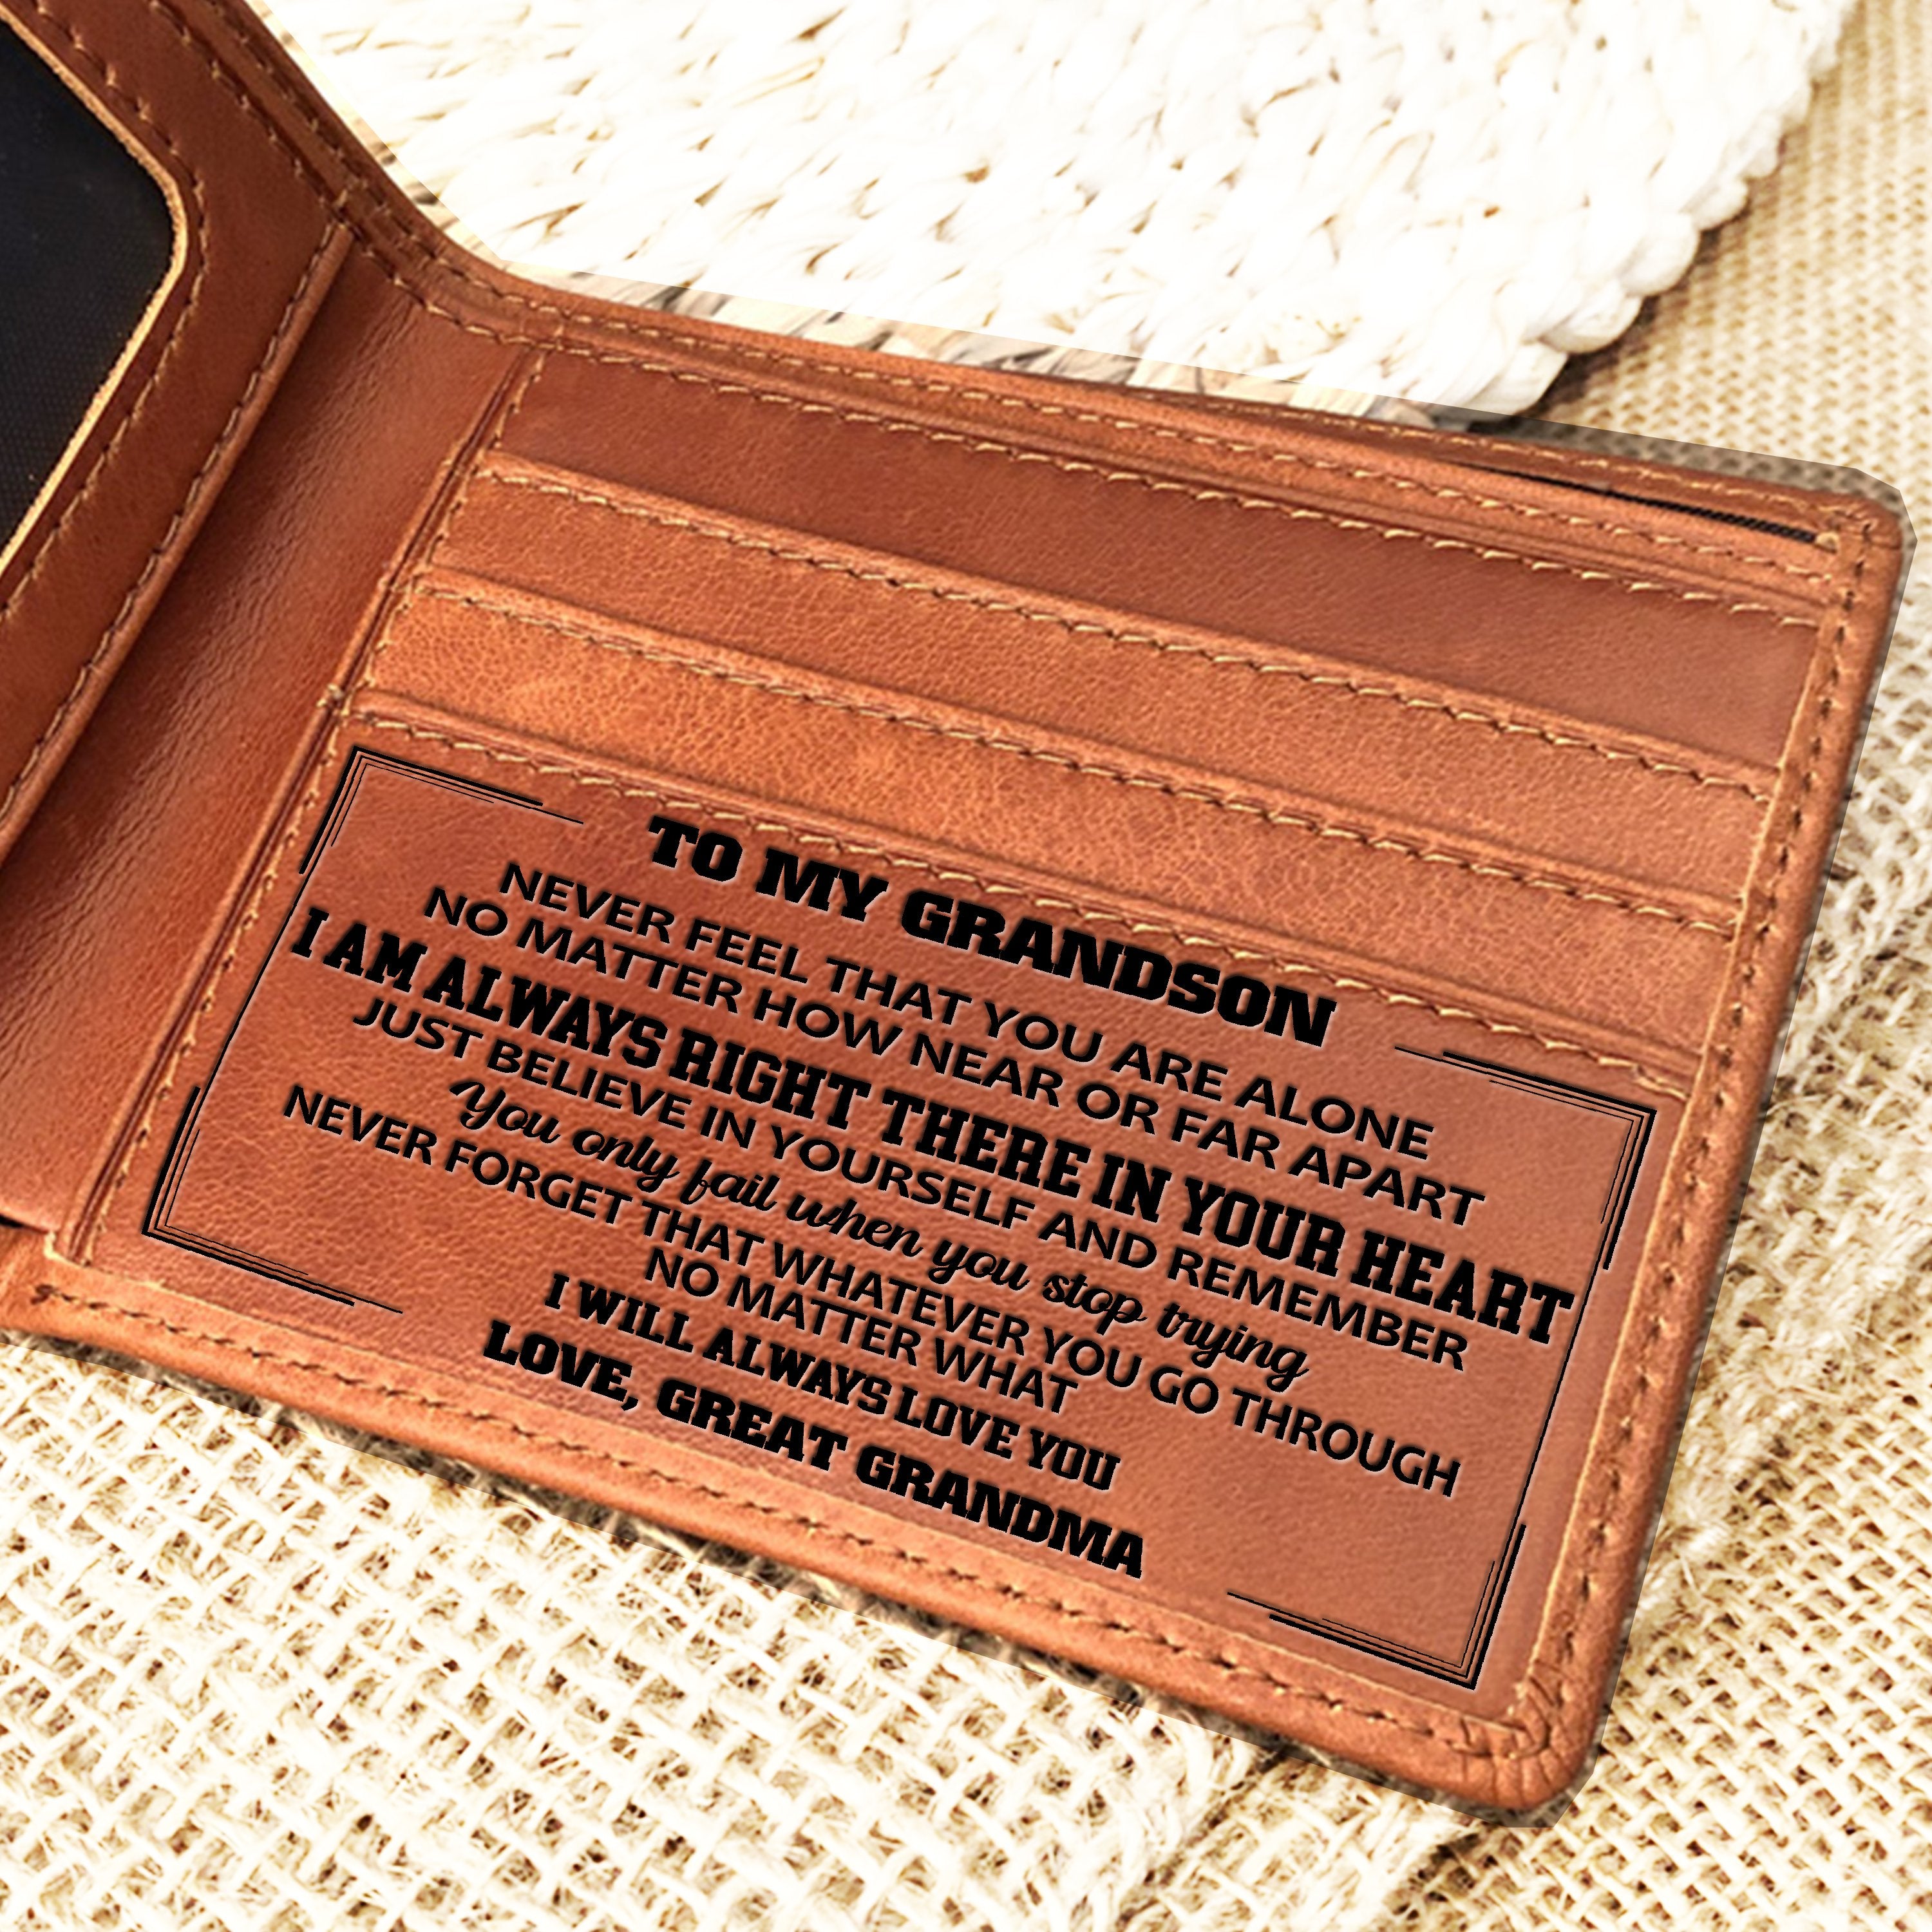 TO MY GRANDSON
NEVER FEEL THAT YOU ARE ALONE
NO MATTER HOW NEAR OR FAR APART
I AM ALWAYS RIGHT THERE IN YOUR HEART
JUST BELIEVE IN YOURSELF AND REMEMBER
You only fail when you stop trying
NEVER FORGET THAT WHATEVER YOU GO THROUGH
NO MATTER WHAT
I WILL ALWAYS LOVE YOU
LOVE, GREAT GRANDMA